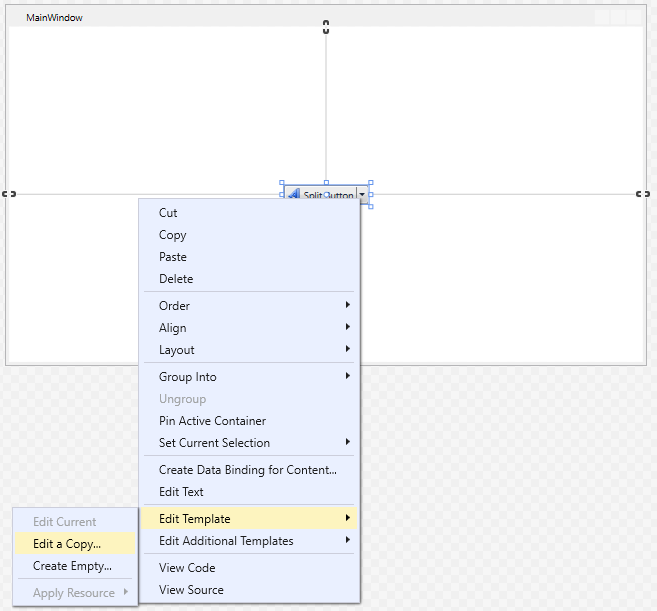 MainWindow
Split Button
Cut
Copy
Paste
Delete
Order
Align
Layout
Group Into
Ungroup
Pin Active Container
Set Current Selection
Create Data Binding for Content...
Edit Text
Edit Template
Edit Additional Templates
View Code
View Source
Edit Current
Edit a Copy...
Create Empty...
Apply Resource